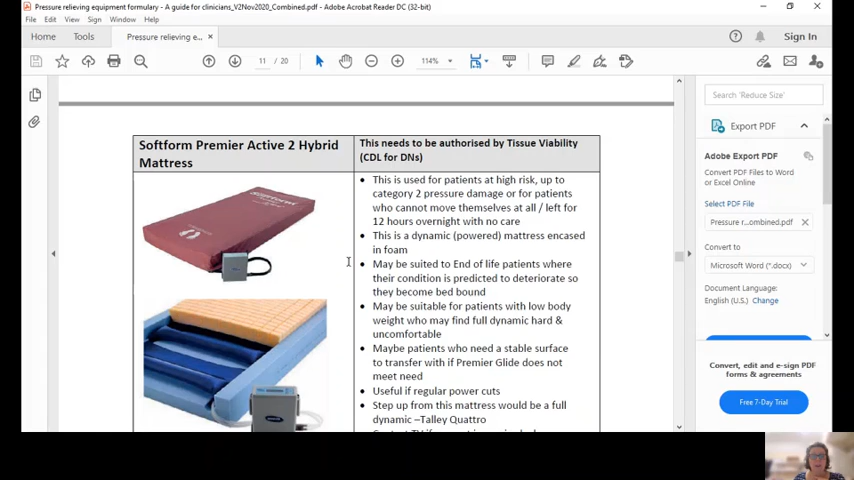 Pressure relieving equipment formulary - A guide for clinicians_V2Nov2020_Combined.pdf - Adobe Acrobat Reader DC (32-bit)
File Edit View Sign Window Help
Home Tools Pressure relieving e... × Sign In
11 / 20 114%
Softform Premier Active 2 Hybrid
Mattress
This needs to be authorised by Tissue Viability
(CDL for DNs)
• This is used for patients at high risk, up to
category 2 pressure damage or for patients
who cannot move themselves at all / left for
12 hours overnight with no care
• This is a dynamic (powered) mattress encased
in foam
• May be suited to End of life patients where
their condition is predicted to deteriorate so
they become bed bound
• May be suitable for patients with low body
weight who may find full dynamic hard &
uncomfortable
• Maybe patients who need a stable surface
to transfer with if Premier Glide does not
meet need
• Useful if regular power cuts
• Step up from this mattress would be a full
dynamic –Talley Quattro
Search 'Reduce Size'
Export PDF
Adobe Export PDF
Convert PDF Files to Word
or Excel Online
Select PDF File
Pressure r...ombined.pdf ×
Convert to
Microsoft Word (*.docx)
Document Language:
English (U.S.) Change
Convert, edit and e-sign PDF
forms & agreements
Free 7-Day Trial